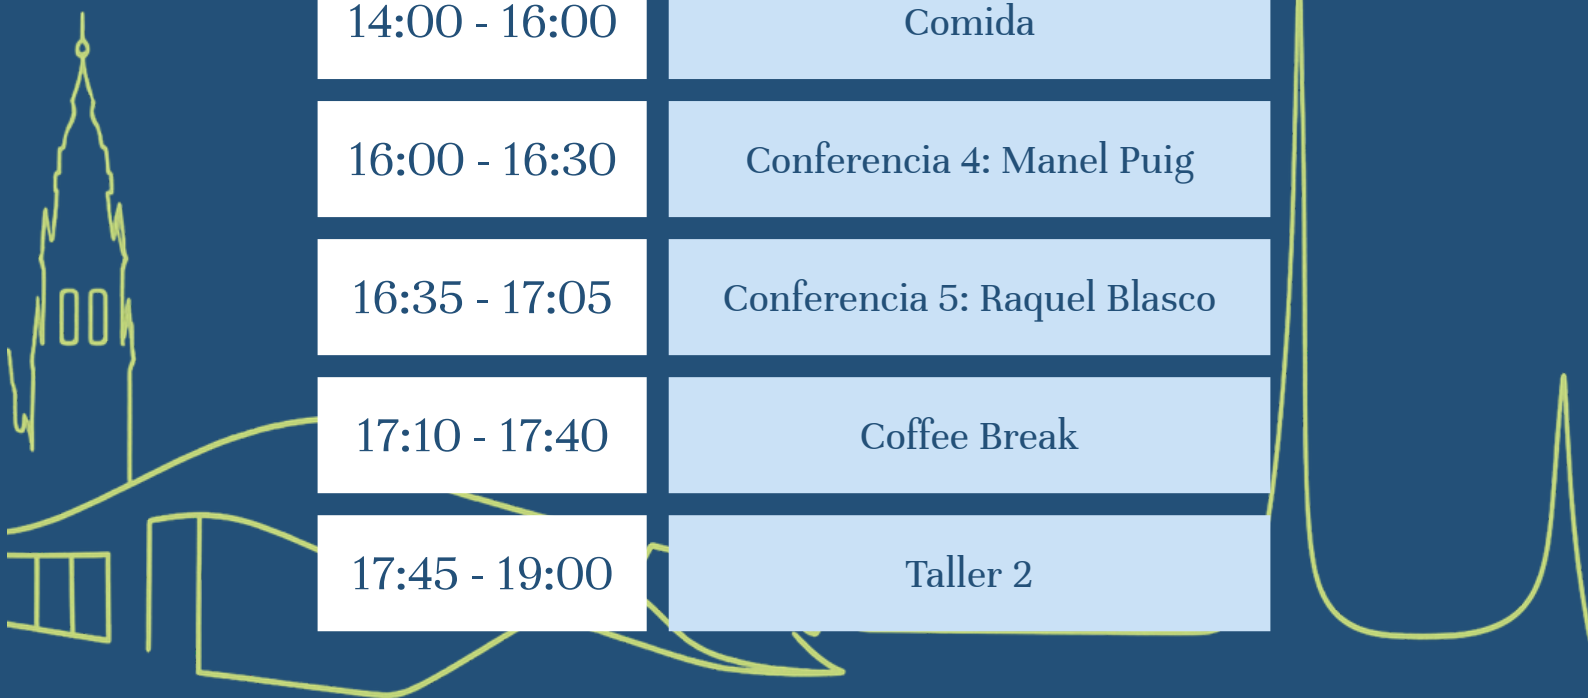 14:00 - 16:00 Comida
16:00 - 16:30 Conferencia 4: Manel Puig
16:35 - 17:05 Conferencia 5: Raquel Blasco
17:10 - 17:40 Coffee Break
17:45 - 19:00 Taller 2